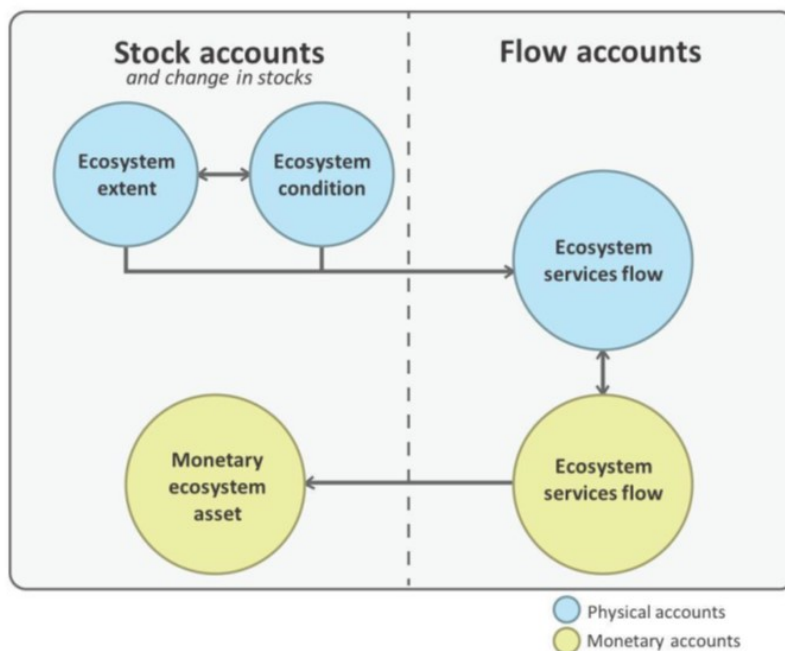 Stock accounts
and change in stocks
Flow accounts
Ecosystem
extent
Ecosystem
condition
Ecosystem
services flow
Monetary
ecosystem
asset
Ecosystem
services flow
Physical accounts
Monetary accounts